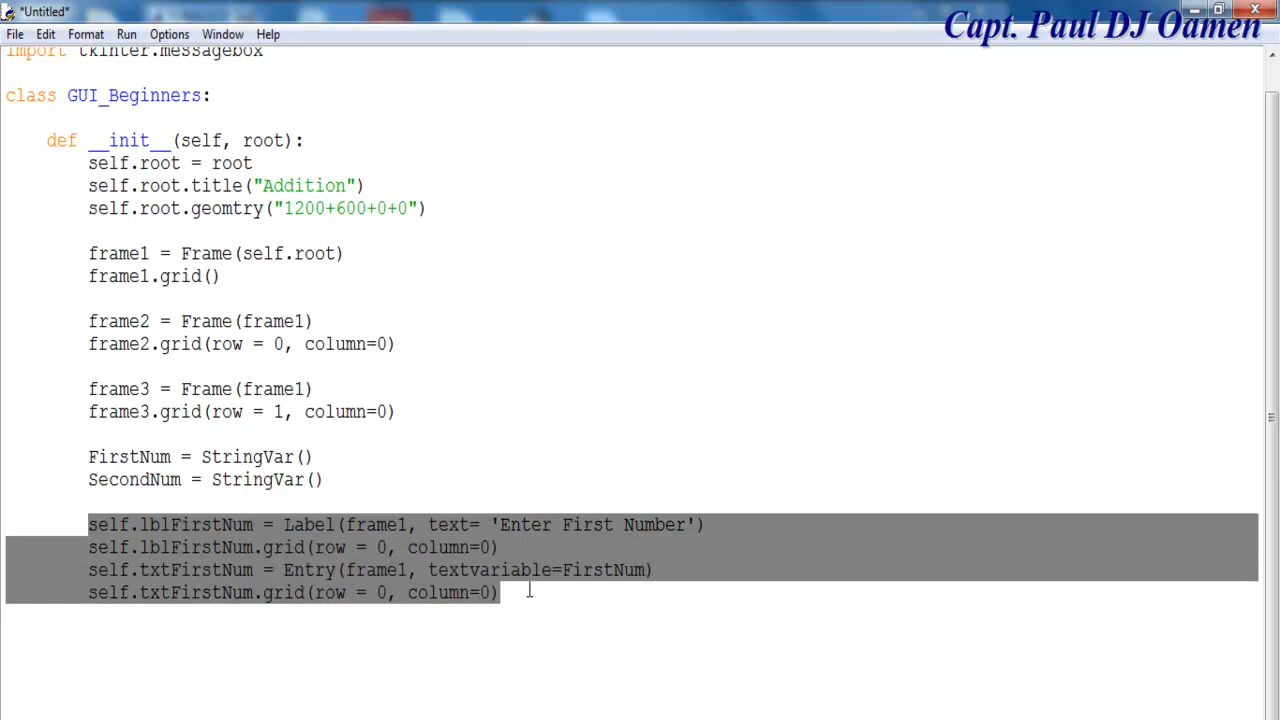 *Untitled*
File Edit Format Run Options Window Help
Capt. Paul DJ Oamen
import tkinter.messagebox
class GUI_Beginners:
def __init__(self, root):
self.root = root
self.root.title("Addition")
self.root.geomtry("1200+600+0+0")
frame1 = Frame(self.root)
frame1.grid()
frame2 = Frame(frame1)
frame2.grid(row = 0, column=0)
frame3 = Frame(frame1)
frame3.grid(row = 1, column=0)
FirstNum = StringVar()
SecondNum = StringVar()
self.lblFirstNum = Label(frame1, text= 'Enter First Number')
self.lblFirstNum.grid(row = 0, column=0)
self.txtFirstNum = Entry(frame1, textvariable=FirstNum)
self.txtFirstNum.grid(row = 0, column=0)